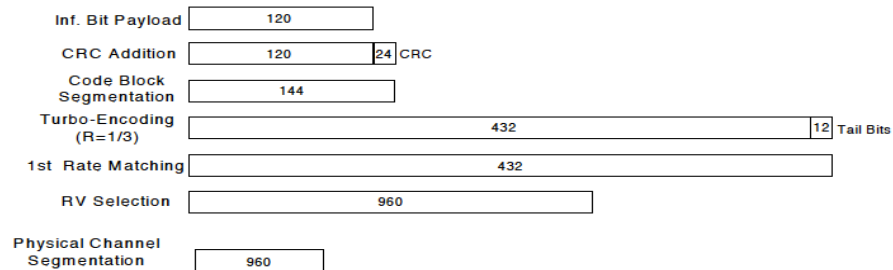 Inf. Bit Payload 120
CRC Addition 120 24 CRC
Code Block
Segmentation 144
Turbo-Encoding
(R=1/3) 432 12 Tail Bits
1st Rate Matching 432
RV Selection 960
Physical Channel
Segmentation 960